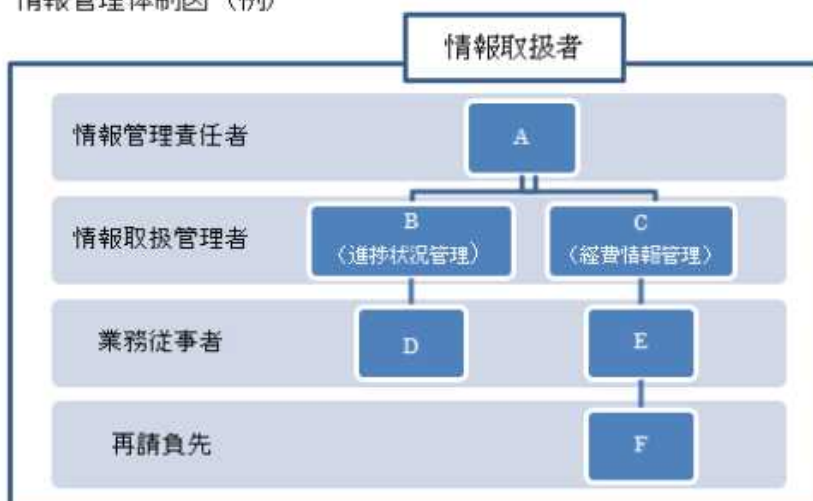 情報管理体制図（例）
情報取扱者
情報管理責任者
A
情報取扱管理者
B
（進捗状況管理）
C
（経費情報管理）
業務従事者
D
E
再請負先
F